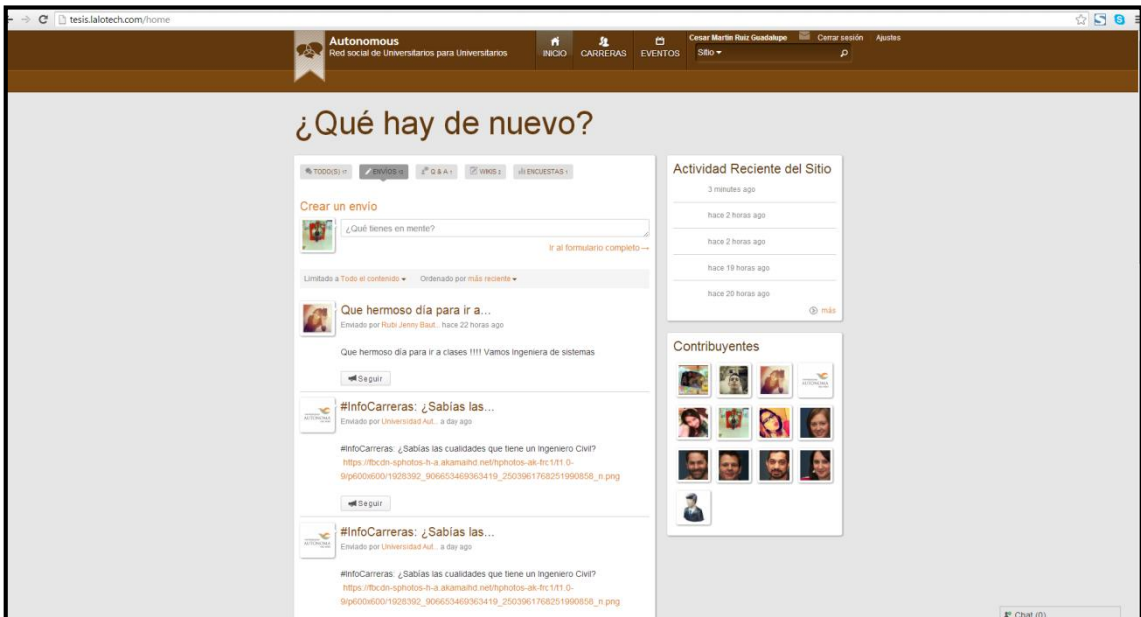 tesis.lalotech.com/home
Autonomous
Red social de Universitarios para Universitarios
INICIO
CARRERAS
EVENTOS
Cesar Martin Ruiz Guadalupe
Cerrar sesión
Ajustes
Sitio
¿Qué hay de nuevo?
TODO(S)
ENVÍOS
Q & A
WIKIS 2
ENCUESTAS
Crear un envío
¿Qué tienes en mente?
Ir al formulario completo→
Limitado a Todo el contenido
Ordenado por más reciente
Que hermoso día para ir a...
Enviado por Rubi Jenny Baut... hace 22 horas ago
Que hermoso día para ir a clases !!!! Vamos Ingeniera de sistemas
Seguir
#InfoCarreras: ¿Sabías las...
Enviado por Universidad Aut... a day ago
#InfoCarreras: ¿Sabías las cualidades que tiene un Ingeniero Civil?
https://fbcdn-sphotos-h-a.akamaihd.net/hphotos-ak-frc1/t1.0-
9/p600x600/1928392_906653469363419_2503961768251990858_n.png
Seguir
#InfoCarreras: ¿Sabías las...
Enviado por Universidad Aut... a day ago
#InfoCarreras: ¿Sabías las cualidades que tiene un Ingeniero Civil?
https://fbcdn-sphotos-h-a.akamaihd.net/hphotos-ak-frc1/t1.0-
9/p600x600/1928392_906653469363419_2503961768251990858_n.png
Actividad Reciente del Sitio
3 minutes ago
hace 2 horas ago
hace 2 horas ago
hace 19 horas ago
hace 20 horas ago
más
Contribuyentes
AUTONOMA
Chat (0)